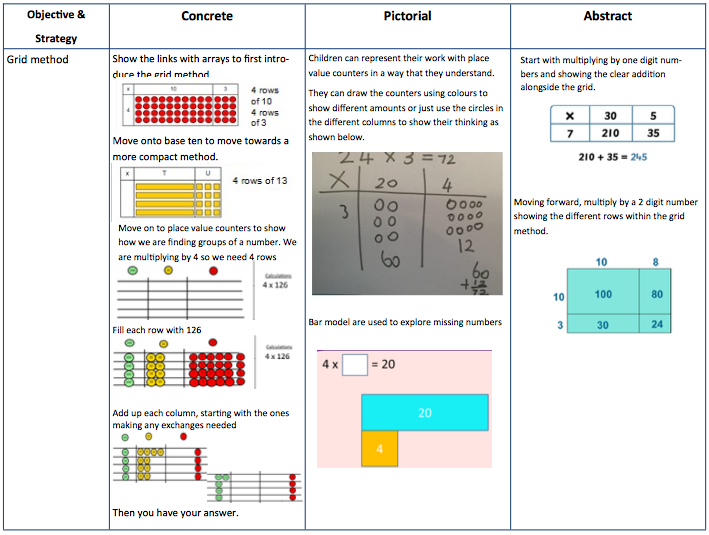 Objective &
Strategy
Concrete
Pictorial
Abstract
Grid method
Show the links with arrays to first intro-
duce the grid method
x 10 3
4
4 rows
of 10
4 rows
of 3
Move onto base ten to move towards a
more compact method.
x T U
4 rows of 13
Move on to place value counters to show
how we are finding groups of a number. We
are multiplying by 4 so we need 4 rows
Calculations
4 x 126
Fill each row with 126
Calculations
4 x 126
Add up each column, starting with the ones
making any exchanges needed
Then you have your answer.
Children can represent their work with place
value counters in a way that they understand.
They can draw the counters using colours to
show different amounts or just use the circles in
the different columns to show their thinking as
shown below.
24 x 3 = 72
X 20 4
3
12
60
60
+12
72
Bar model are used to explore missing numbers
4 x = 20
20
4
Start with multiplying by one digit num-
bers and showing the clear addition
alongside the grid.
X 30 5
7 210 35
210 + 35 = 245
Moving forward, multiply by a 2 digit number
showing the different rows within the grid
method.
10 8
10 100 80
3 30 24